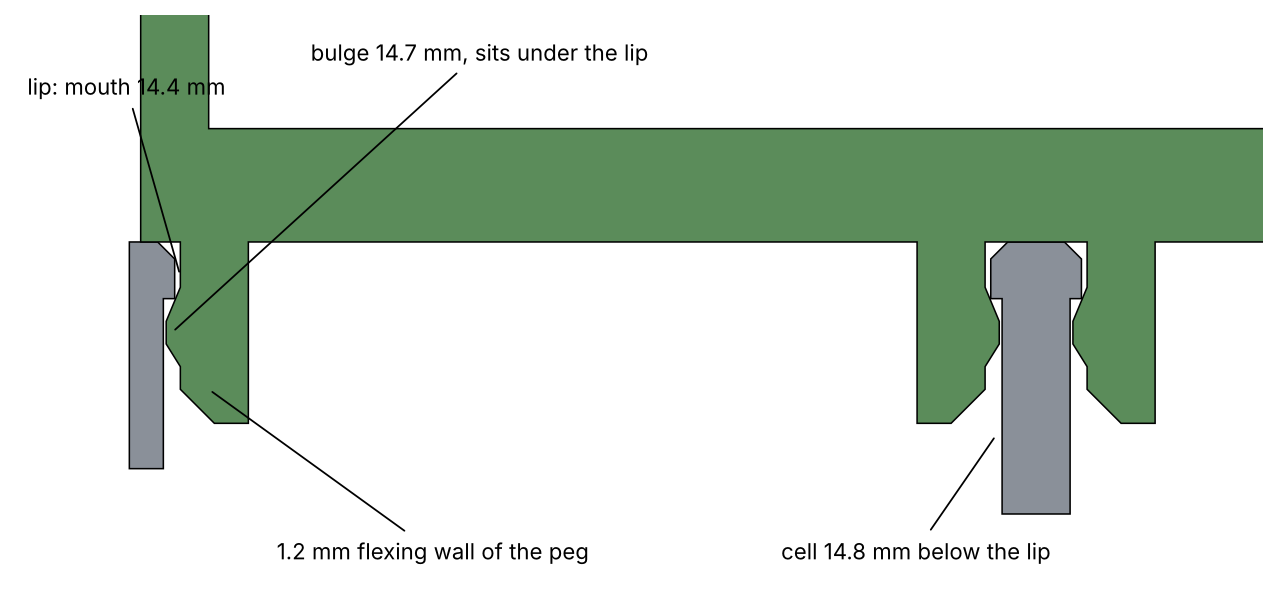 bulge 14.7 mm, sits under the lip
lip: mouth 14.4 mm
1.2 mm flexing wall of the peg
cell 14.8 mm below the lip